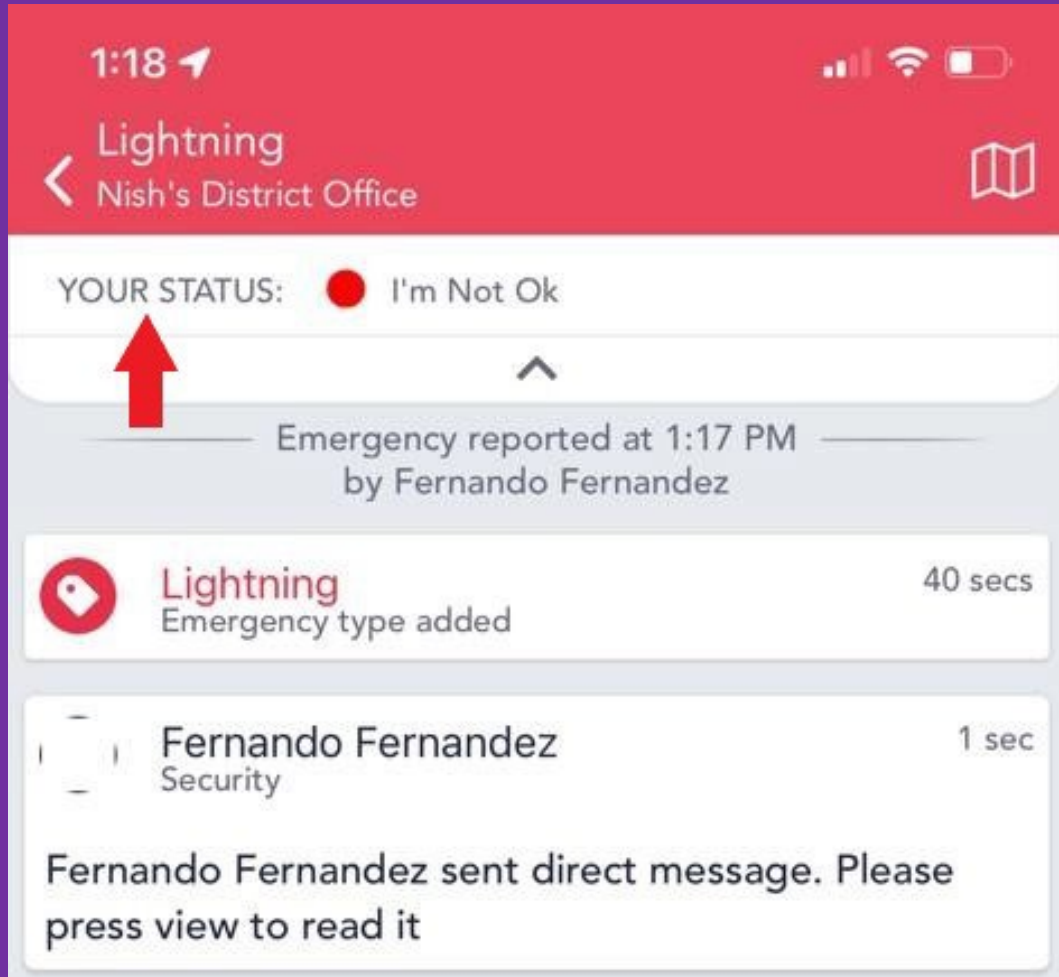 1:18
Lightning
Nish's District Office
YOUR STATUS: I'm Not Ok
Emergency reported at 1:17 PM
by Fernando Fernandez
Lightning 40 secs
Emergency type added
Fernando Fernandez 1 sec
Security
Fernando Fernandez sent direct message. Please
press view to read it